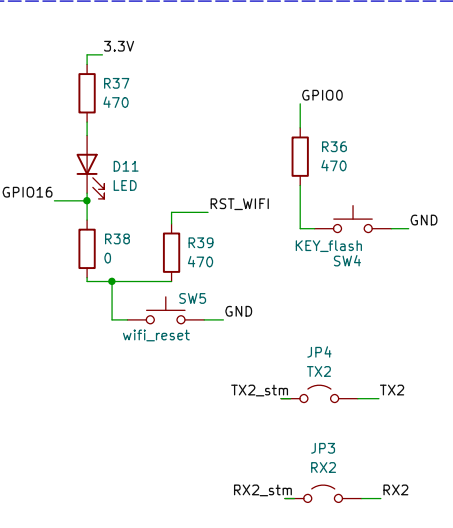 3.3V
R37
470
GPIO0
R36
470
D11
LED
GPIO16
RST_WIFI
GND
R38
0
R39
470
KEY_flash
SW4
SW5
GND
wifi_reset
JP4
TX2
TX2_stm
TX2
JP3
RX2
RX2_stm
RX2